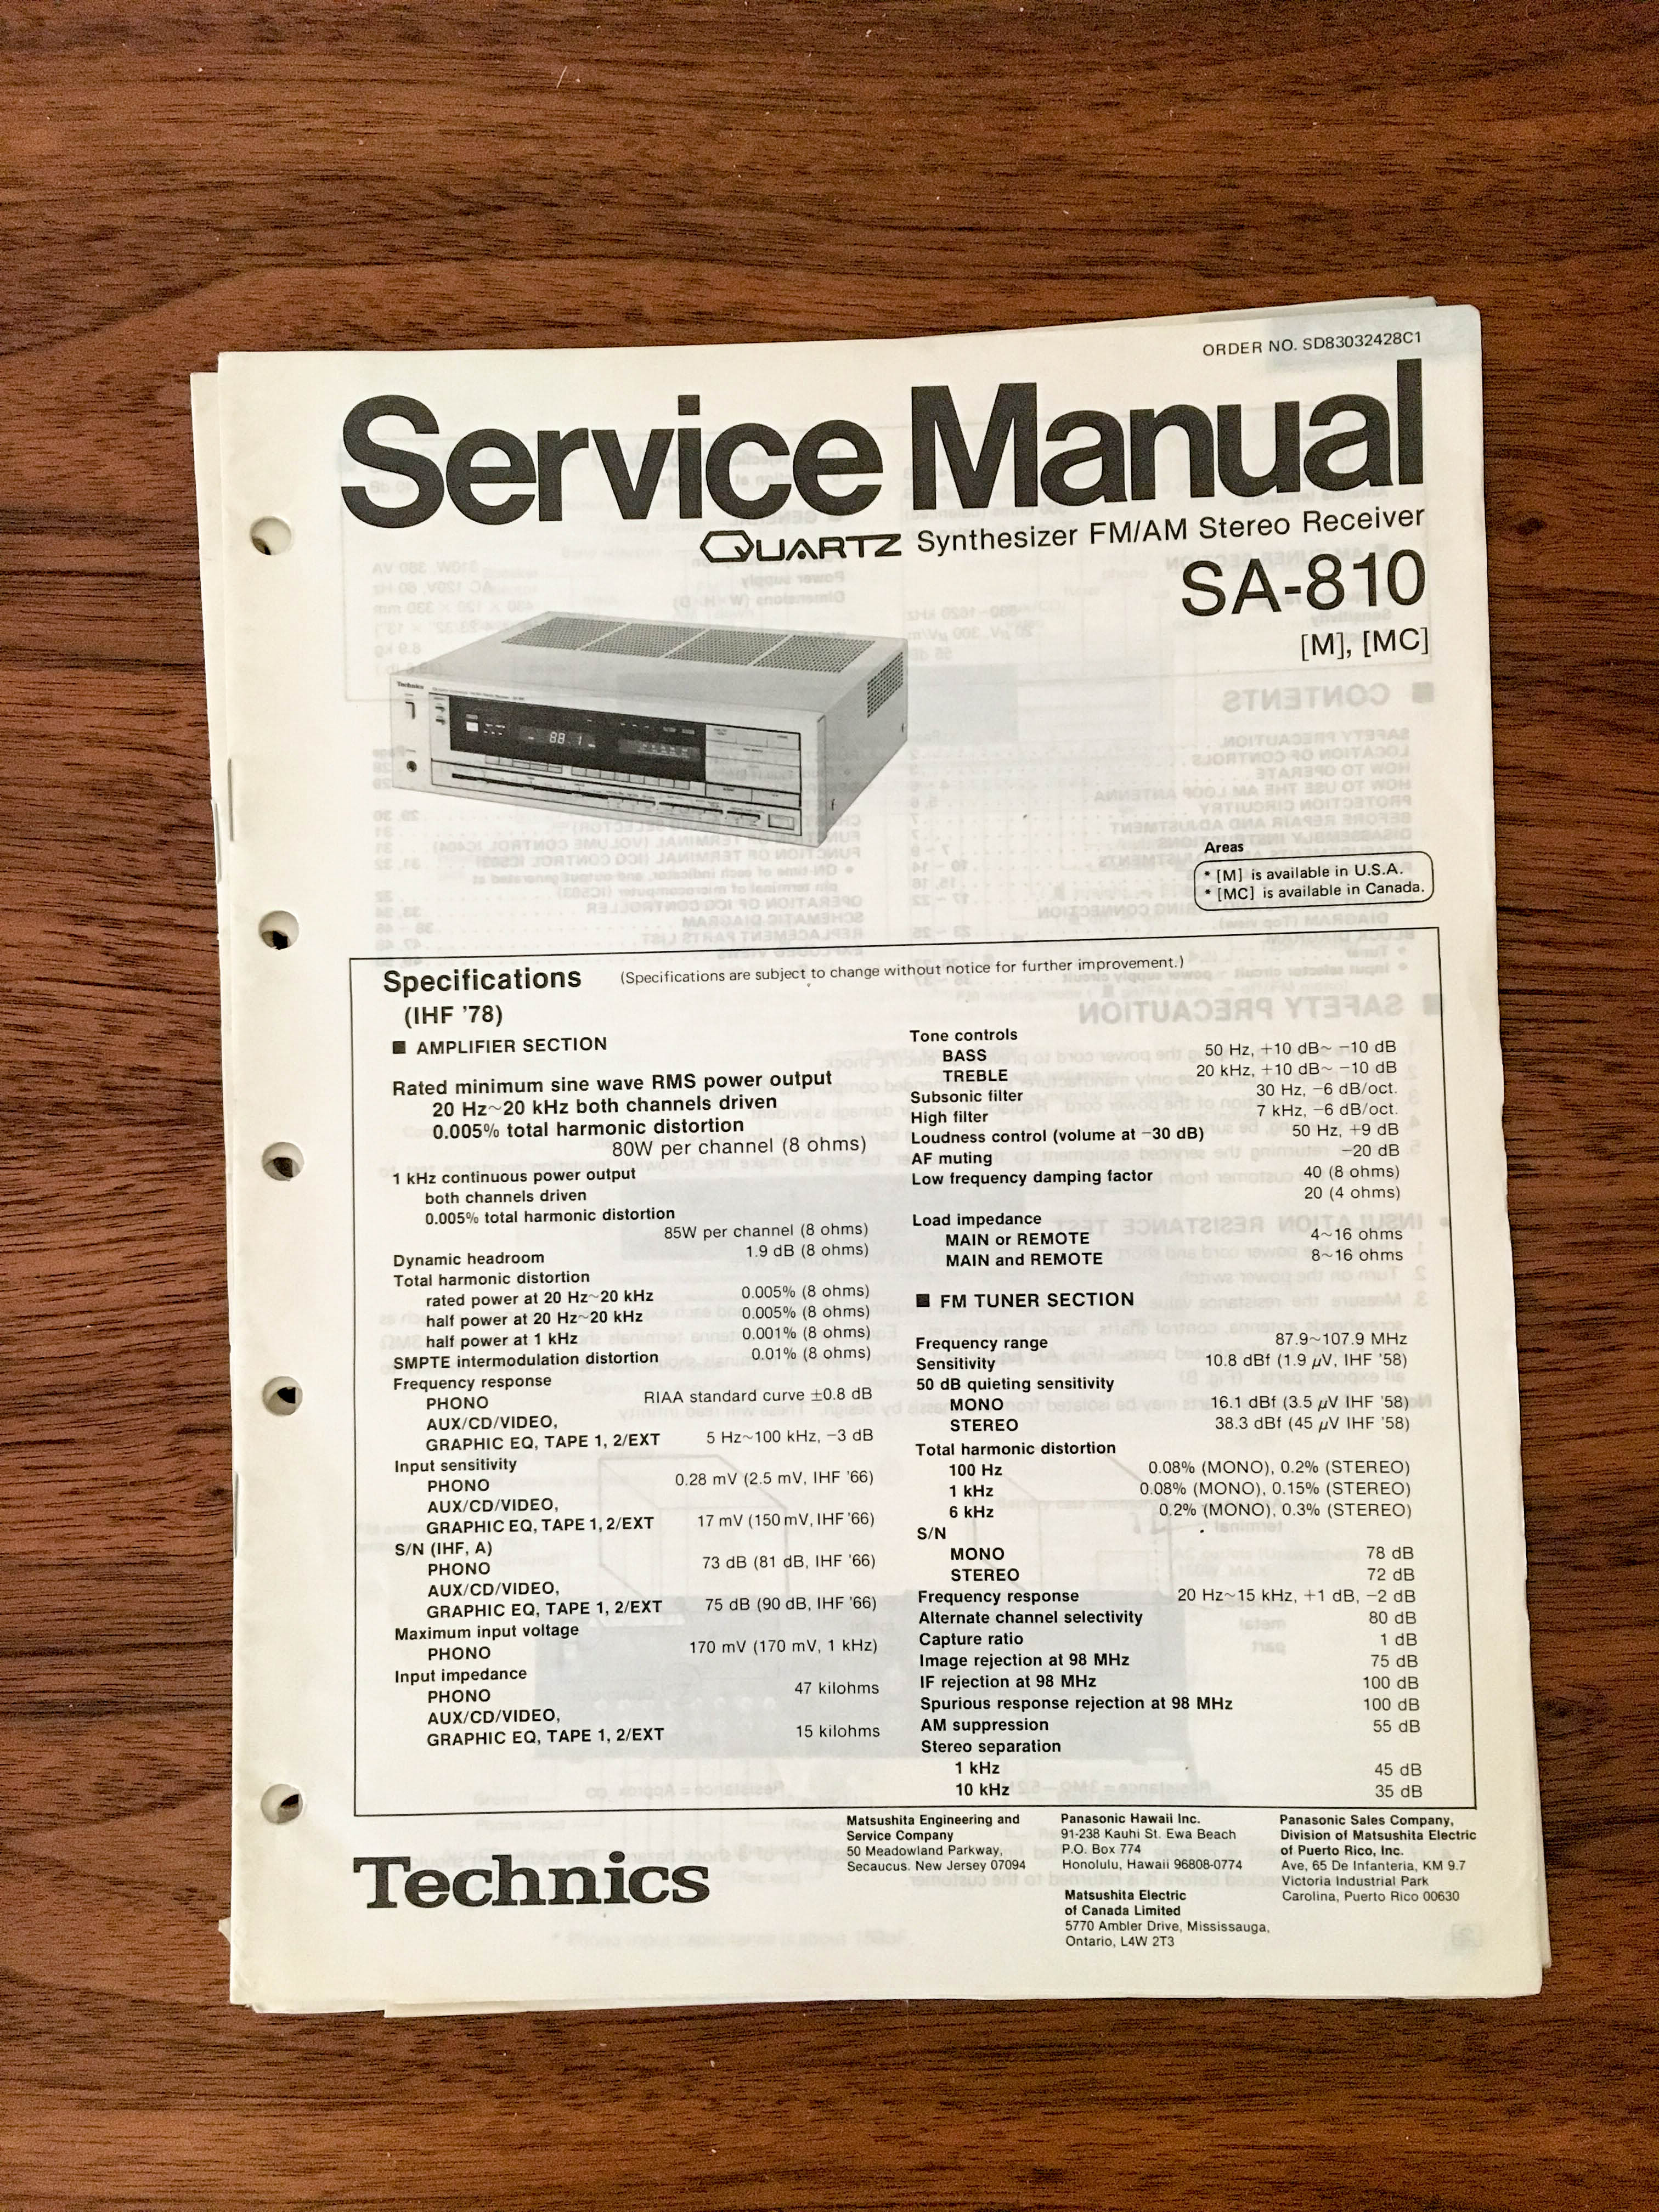 ORDER NO. SD83032428C1
Service Manual
QUARTZ Synthesizer FM/AM Stereo Receiver
SA-810
[M], [MC]
Technics
88.1
Areas
* [M] is available in U.S.A.
* [MC] is available in Canada.
Specifications (Specifications are subject to change without notice for further improvement.)
(IHF '78)
■ AMPLIFIER SECTION
Rated minimum sine wave RMS power output
20 Hz~20 kHz both channels driven
0.005% total harmonic distortion
80W per channel (8 ohms)
1 kHz continuous power output
both channels driven
0.005% total harmonic distortion
85W per channel (8 ohms)
Dynamic headroom 1.9 dB (8 ohms)
Total harmonic distortion
rated power at 20 Hz~20 kHz 0.005% (8 ohms)
half power at 20 Hz~20 kHz 0.005% (8 ohms)
half power at 1 kHz 0.001% (8 ohms)
SMPTE intermodulation distortion 0.01% (8 ohms)
Frequency response
PHONO RIAA standard curve ±0.8 dB
AUX/CD/VIDEO,
GRAPHIC EQ, TAPE 1, 2/EXT 5 Hz~100 kHz, −3 dB
Input sensitivity
PHONO 0.28 mV (2.5 mV, IHF '66)
AUX/CD/VIDEO,
GRAPHIC EQ, TAPE 1, 2/EXT 17 mV (150 mV, IHF '66)
S/N (IHF, A)
PHONO 73 dB (81 dB, IHF '66)
AUX/CD/VIDEO,
GRAPHIC EQ, TAPE 1, 2/EXT 75 dB (90 dB, IHF '66)
Maximum input voltage
PHONO 170 mV (170 mV, 1 kHz)
Input impedance
PHONO 47 kilohms
AUX/CD/VIDEO,
GRAPHIC EQ, TAPE 1, 2/EXT 15 kilohms
Tone controls
BASS 50 Hz, +10 dB~ −10 dB
TREBLE 20 kHz, +10 dB~ −10 dB
Subsonic filter 30 Hz, −6 dB/oct.
High filter 7 kHz, −6 dB/oct.
Loudness control (volume at −30 dB) 50 Hz, +9 dB
AF muting −20 dB
Low frequency damping factor 40 (8 ohms)
20 (4 ohms)
Load impedance
MAIN or REMOTE 4~16 ohms
MAIN and REMOTE 8~16 ohms
■ FM TUNER SECTION
Frequency range 87.9~107.9 MHz
Sensitivity 10.8 dBf (1.9 µV, IHF '58)
50 dB quieting sensitivity
MONO 16.1 dBf (3.5 µV IHF '58)
STEREO 38.3 dBf (45 µV IHF '58)
Total harmonic distortion
100 Hz 0.08% (MONO), 0.2% (STEREO)
1 kHz 0.08% (MONO), 0.15% (STEREO)
6 kHz 0.2% (MONO), 0.3% (STEREO)
S/N
MONO 78 dB
STEREO 72 dB
Frequency response 20 Hz~15 kHz, +1 dB, −2 dB
Alternate channel selectivity 80 dB
Capture ratio 1 dB
Image rejection at 98 MHz 75 dB
IF rejection at 98 MHz 100 dB
Spurious response rejection at 98 MHz 100 dB
AM suppression 55 dB
Stereo separation
1 kHz 45 dB
10 kHz 35 dB
Technics
Matsushita Engineering and
Service Company
50 Meadowland Parkway,
Secaucus. New Jersey 07094
Panasonic Hawaii Inc.
91-238 Kauhi St. Ewa Beach
P.O. Box 774
Honolulu, Hawaii 96808-0774
Matsushita Electric
of Canada Limited
5770 Ambler Drive, Mississauga,
Ontario, L4W 2T3
Panasonic Sales Company,
Division of Matsushita Electric
of Puerto Rico, Inc.
Ave, 65 De Infanteria, KM 9.7
Victoria Industrial Park
Carolina, Puerto Rico 00630